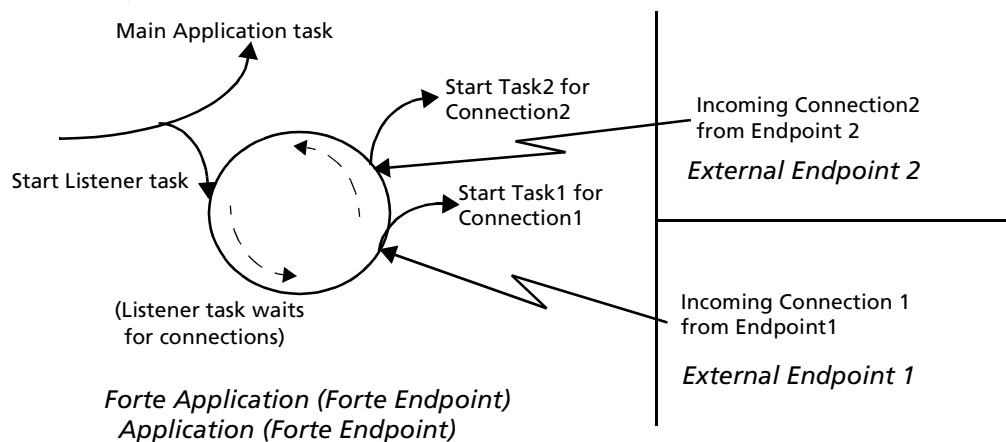 Main Application task
Start Task2 for
Connection2
Incoming Connection2
from Endpoint 2
External Endpoint 2
Start Listener task
Start Task1 for
Connection1
(Listener task waits
for connections)
Incoming Connection 1
from Endpoint1
External Endpoint 1
Forte Application (Forte Endpoint)
Application (Forte Endpoint)